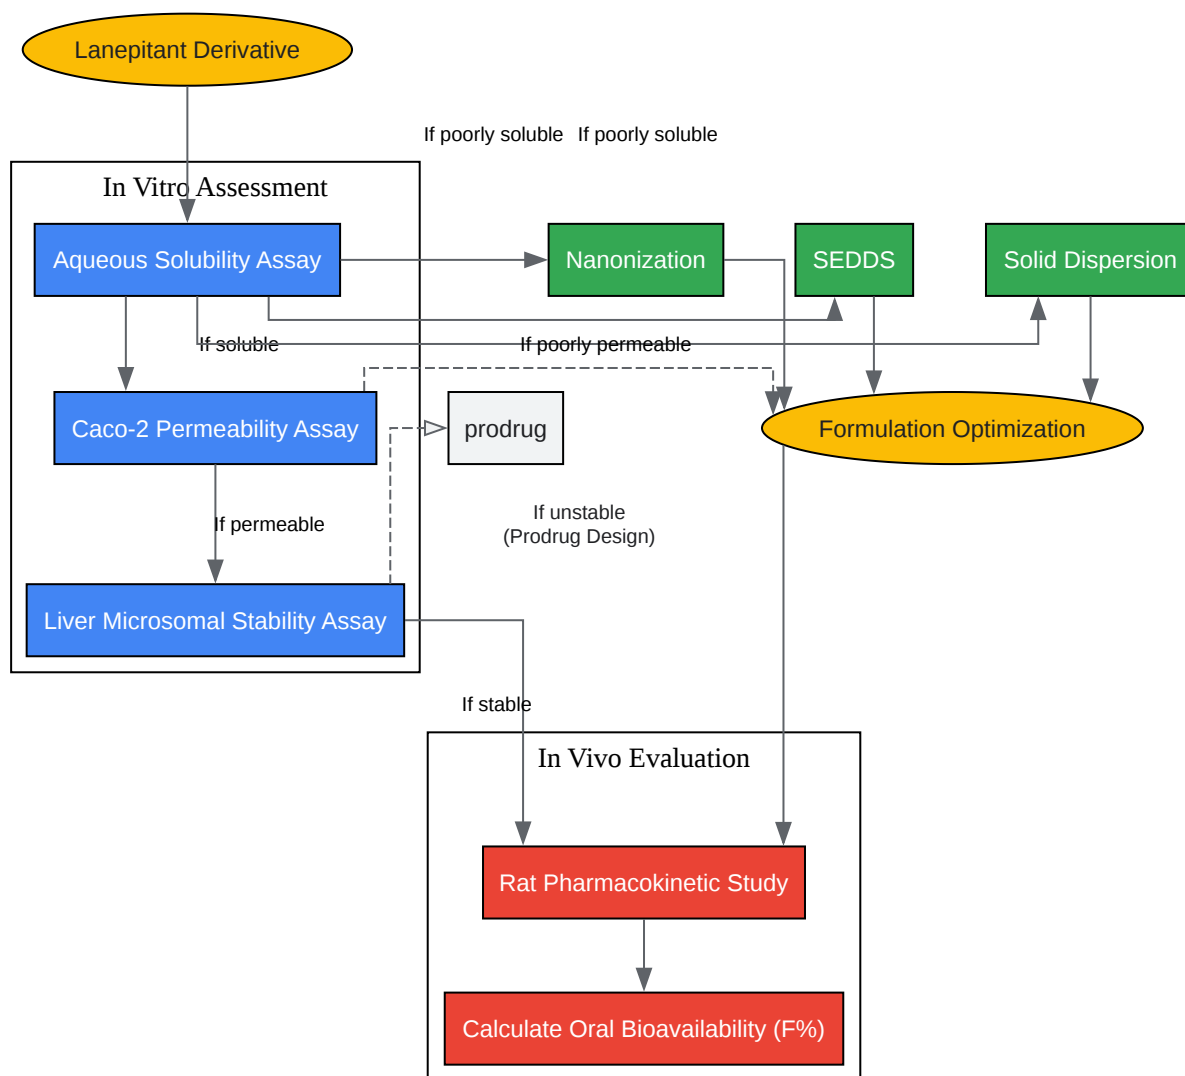 Lanepitant Derivative
If poorly soluble If poorly soluble
In Vitro Assessment
Aqueous Solubility Assay
Nanonization
SEDDS
Solid Dispersion
If soluble
If poorly permeable
Caco-2 Permeability Assay
prodrug
Formulation Optimization
If permeable
If unstable
(Prodrug Design)
Liver Microsomal Stability Assay
If stable
In Vivo Evaluation
Rat Pharmacokinetic Study
Calculate Oral Bioavailability (F%)